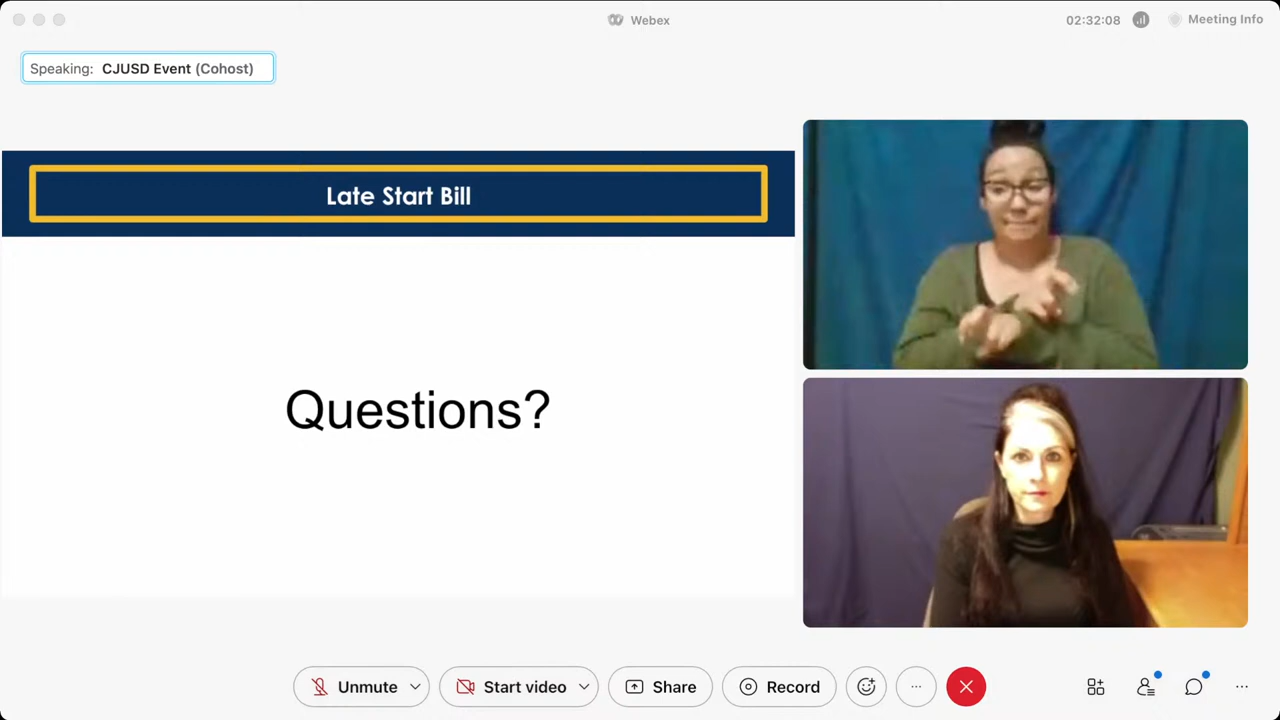 Webex
02:32:08
Meeting Info
Speaking: CJUSD Event (Cohost)
Late Start Bill
Questions?
Unmute
Start video
Share
Record